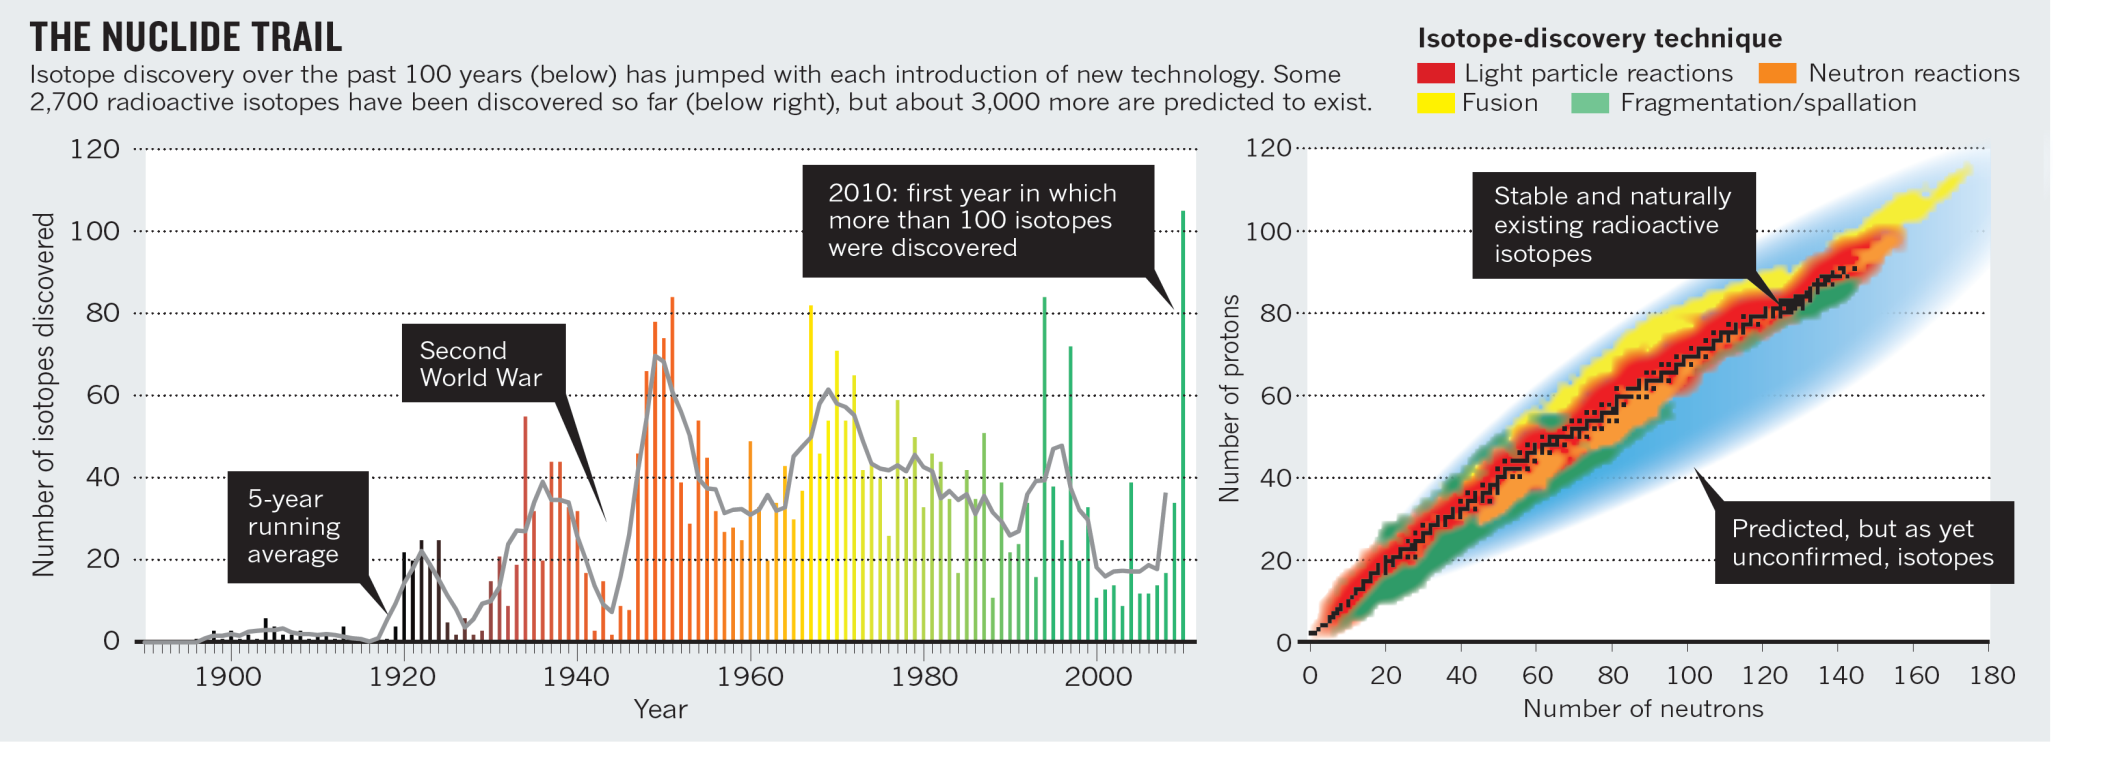 THE NUCLIDE TRAIL
Isotope discovery over the past 100 years (below) has jumped with each introduction of new technology. Some
2,700 radioactive isotopes have been discovered so far (below right), but about 3,000 more are predicted to exist.
Isotope-discovery technique
Light particle reactions
Neutron reactions
Fusion
Fragmentation/spallation
Number of isotopes discovered
120
100
80
60
40
20
0
5-year
running
average
Second
World War
2010: first year in which
more than 100 isotopes
were discovered
1900
1920
1940
1960
1980
2000
Year
Number of protons
120
100
80
60
40
20
0
Stable and naturally
existing radioactive
isotopes
Predicted, but as yet
unconfirmed, isotopes
0
20
40
60
80
100
120
140
160
180
Number of neutrons